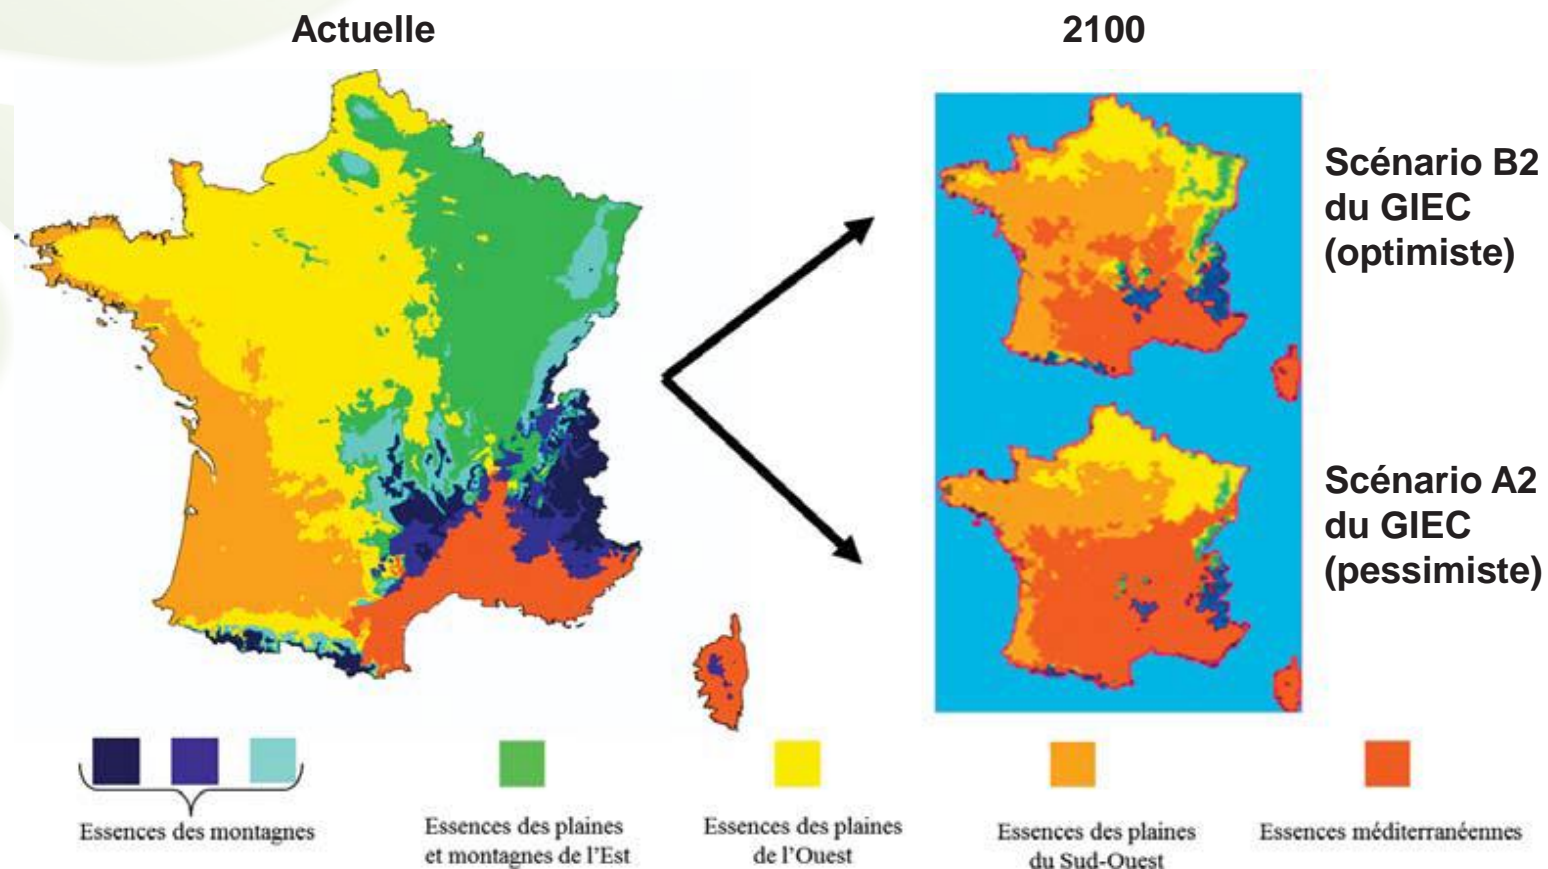 Actuelle
2100
Scénario B2
du GIEC
(optimiste)
Scénario A2
du GIEC
(pessimiste)
Essences des montagnes
Essences des plaines
et montagnes de l'Est
Essences des plaines
de l'Ouest
Essences des plaines
du Sud-Ouest
Essences méditerranéennes